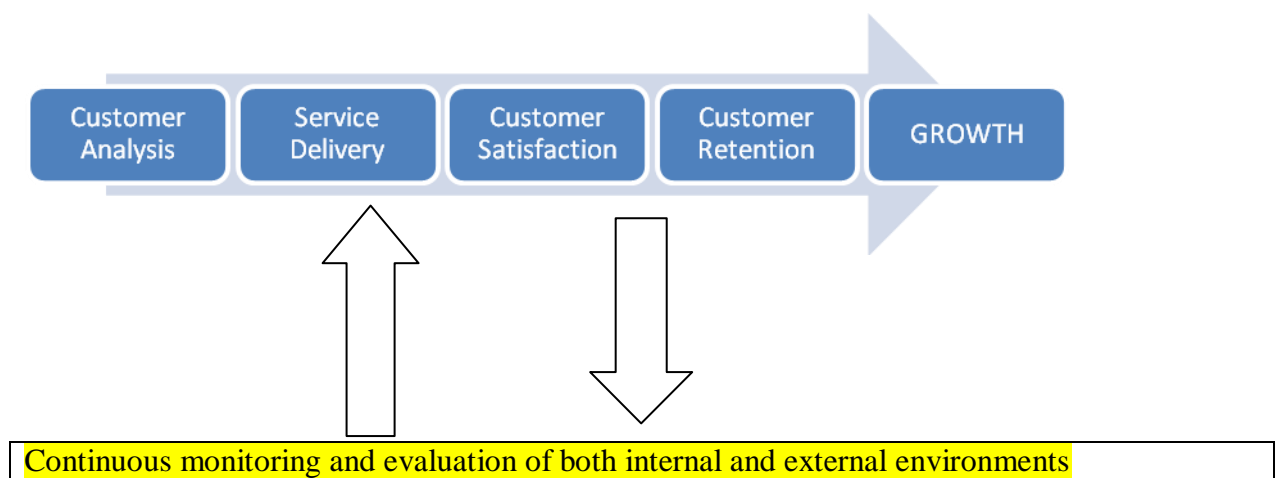 Customer
Analysis
Service
Delivery
Customer
Satisfaction
Customer
Retention
GROWTH
Continuous monitoring and evaluation of both internal and external environments